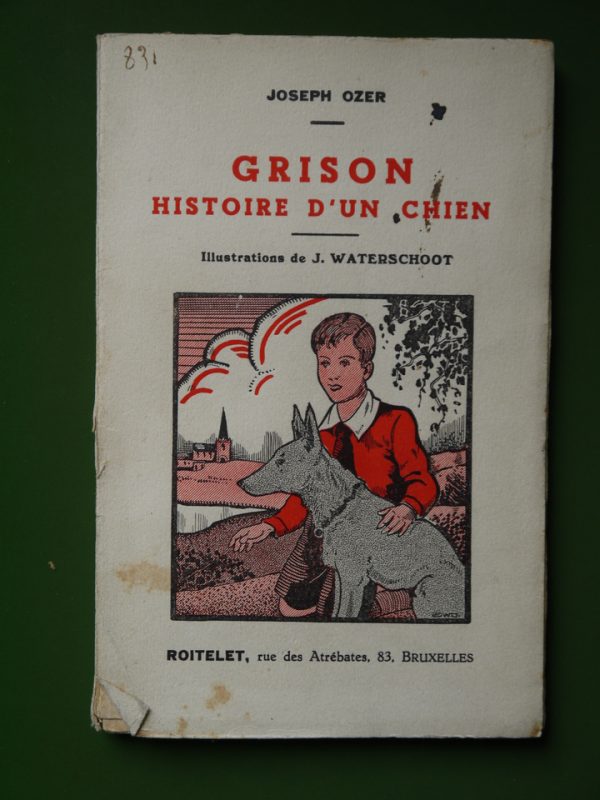 831
JOSEPH OZER
GRISON
HISTOIRE D'UN CHIEN
Illustrations de J. WATERSCHOOT
ROITELET, rue des Atrébates, 83, BRUXELLES